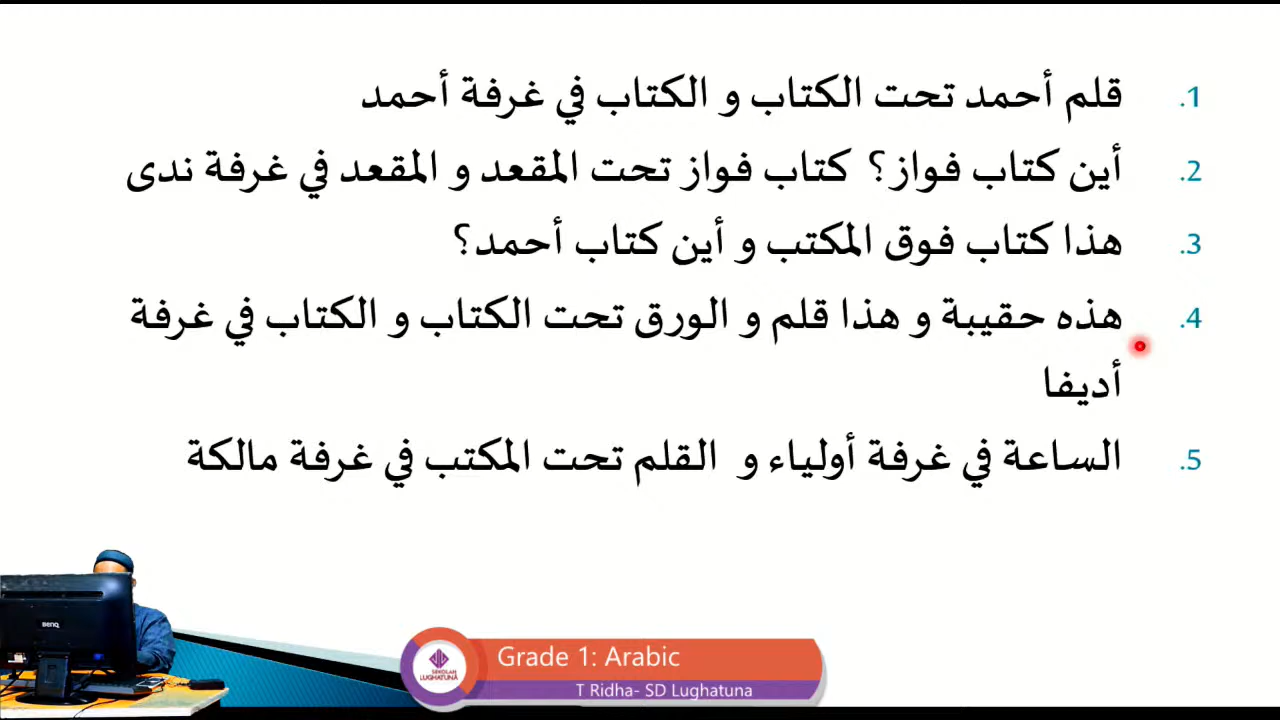 1. قلم أحمد تحت الكتاب و الكتاب في غرفة أحمد
2. أين كتاب فواز؟ كتاب فواز تحت المقعد و المقعد في غرفة ندى
3. هذا كتاب فوق المكتب و أين كتاب أحمد؟
4. هذه حقيبة و هذا قلم و الورق تحت الكتاب و الكتاب في غرفة
أديفا
5. الساعة في غرفة أولياء و القلم تحت المكتب في غرفة مالكة
BenQ
SEKOLAH
LUGHATUNA
Grade 1: Arabic
T Ridha- SD Lughatuna